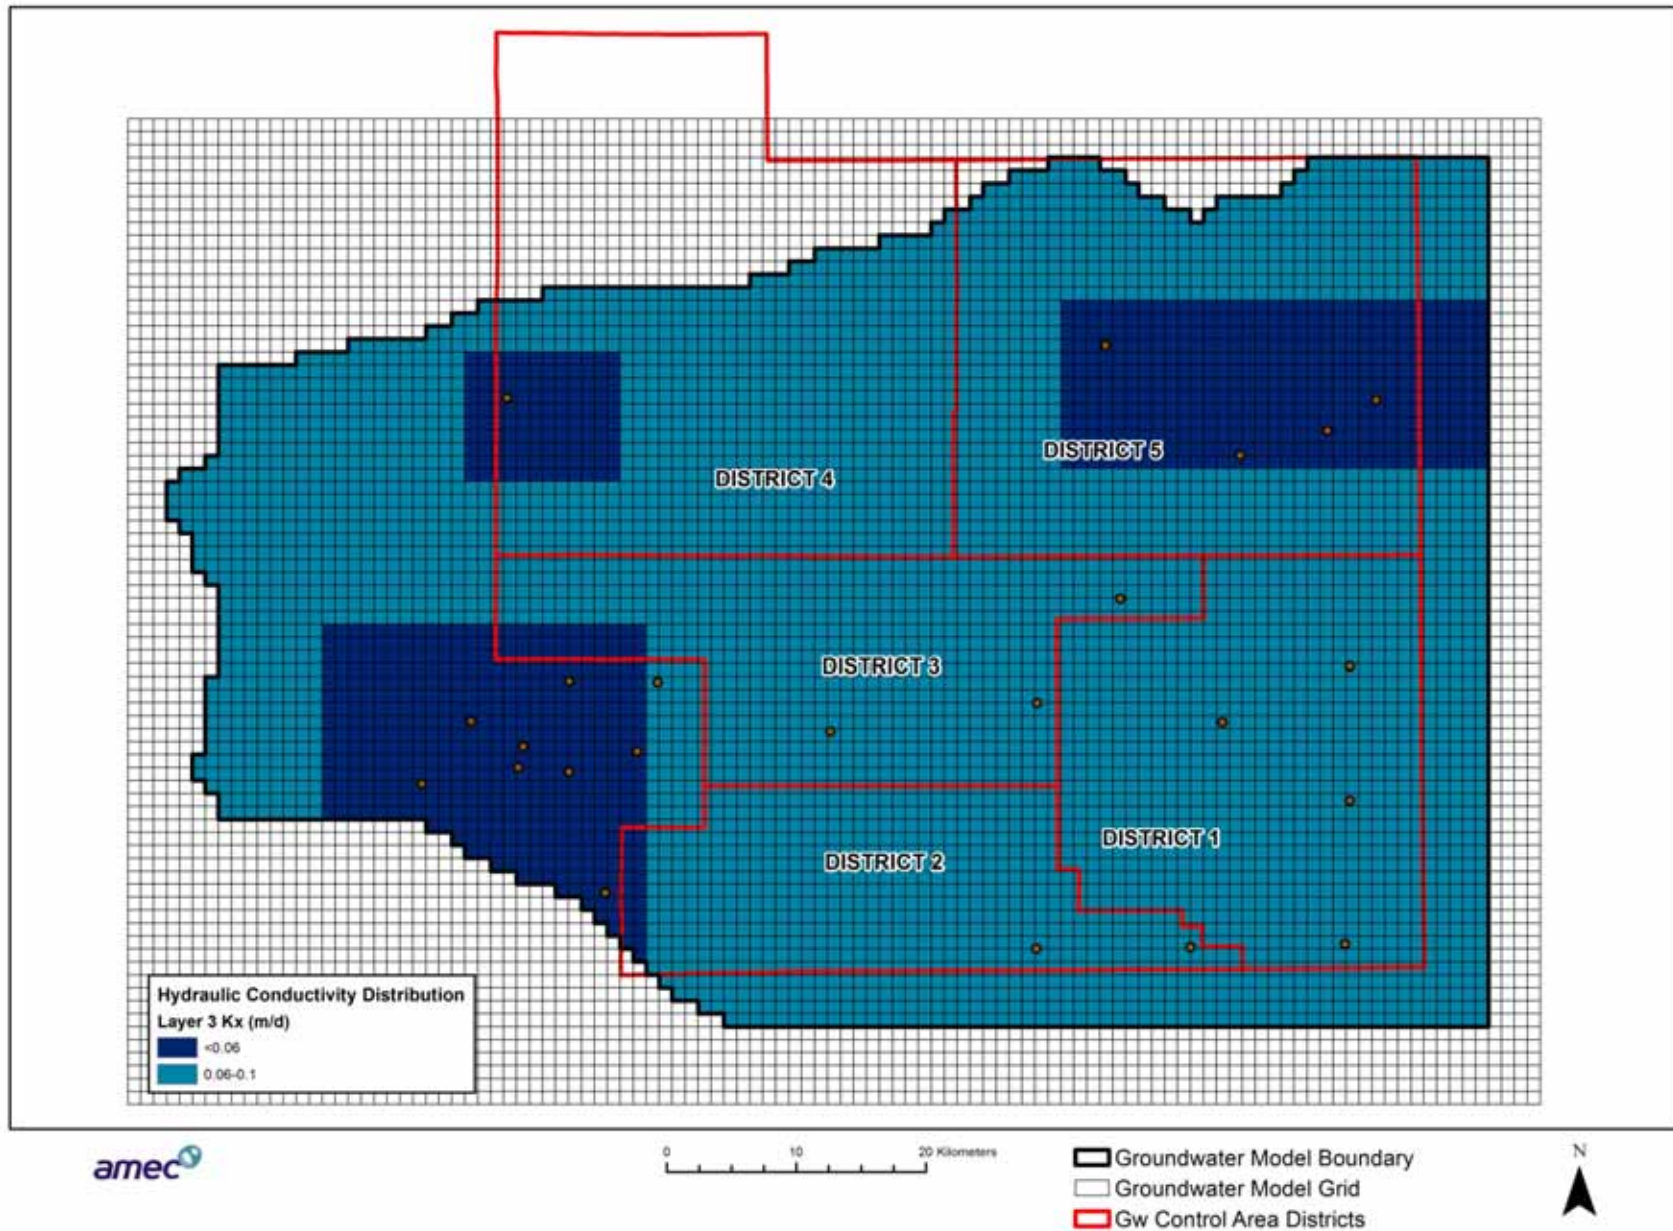 DISTRICT 5
DISTRICT 4
DISTRICT 3
DISTRICT 1
DISTRICT 2
Hydraulic Conductivity Distribution
Layer 3 Kx (m/d)
<0.06
0.06-0.1
amec
0 10 20 Kilometers
Groundwater Model Boundary
Groundwater Model Grid
Gw Control Area Districts
N